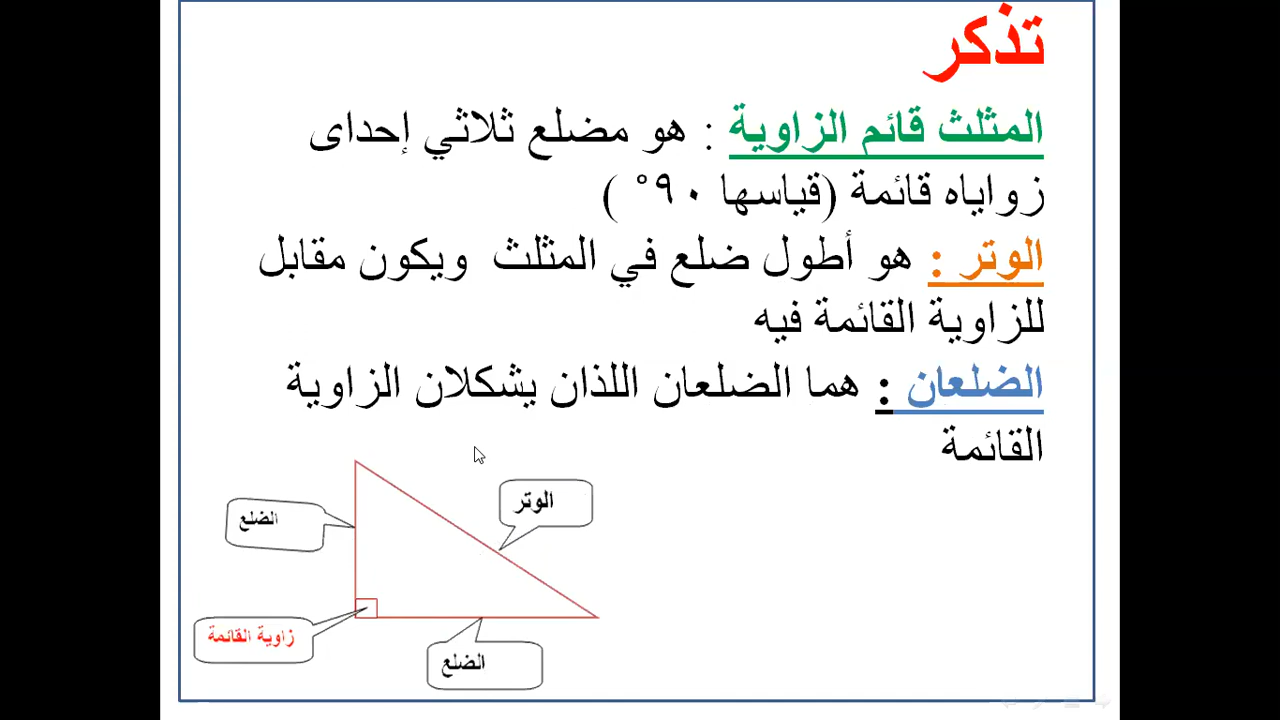 تذكر
المثلث قائم الزاوية : هو مضلع ثلاثي إحداى
زواياه قائمة (قياسها ٩٠° )
الوتر : هو أطول ضلع في المثلث ويكون مقابل
للزاوية القائمة فيه
الضلعان : هما الضلعان اللذان يشكلان الزاوية
القائمة
الوتر
الضلع
زاوية القائمة
الضلع